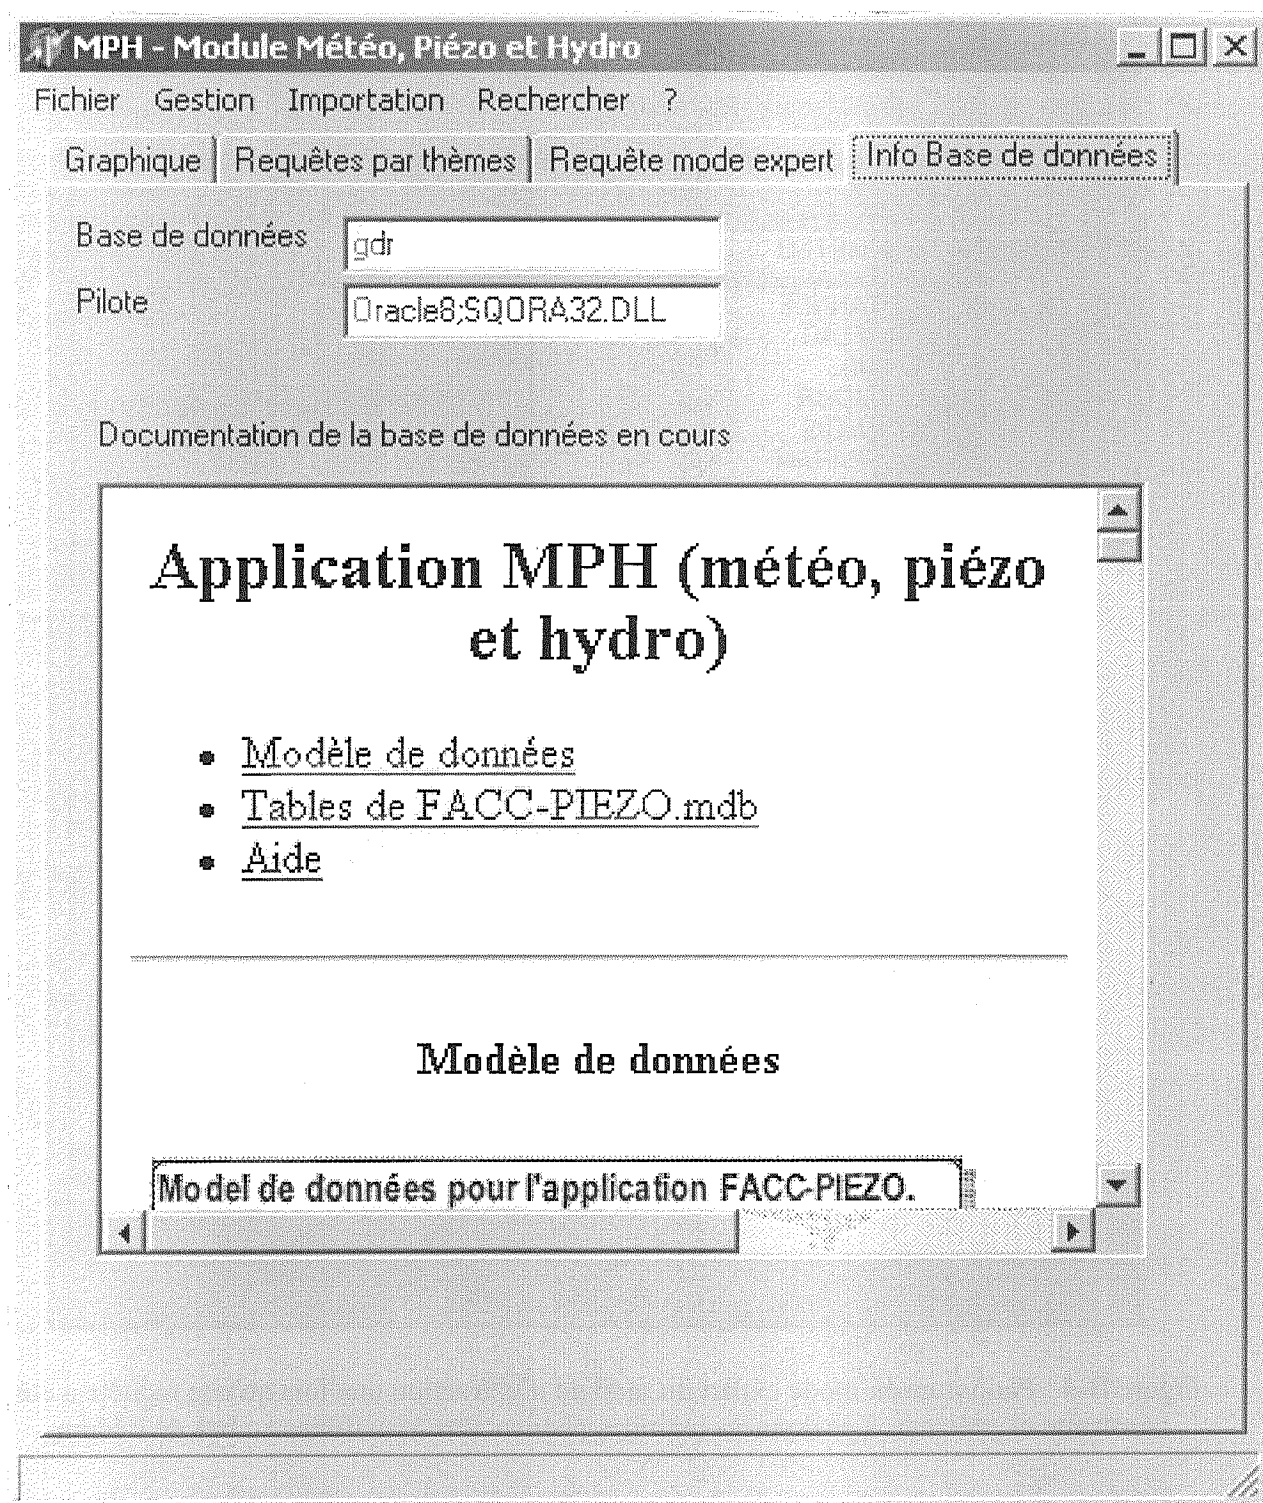 MPH - Module Météo, Piézo et Hydro
Fichier Gestion Importation Rechercher ?
Graphique Requêtes par thèmes Requête mode expert Info Base de données
Base de données gdr
Pilote Oracle8;SQORA32.DLL
Documentation de la base de données en cours
Application MPH (météo, piézo
et hydro)
• Modèle de données
• Tables de FACC-PIEZO.mdb
• Aide
Modèle de données
Model de données pour l'application FACC-PIEZO.